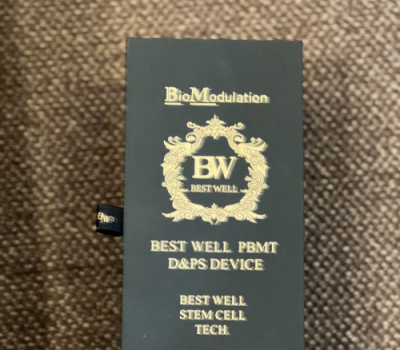 BioModulation
BW
BEST WELL
BEST WELL PBMT
D&PS DEVICE
BEST WELL
STEM CELL
TECH